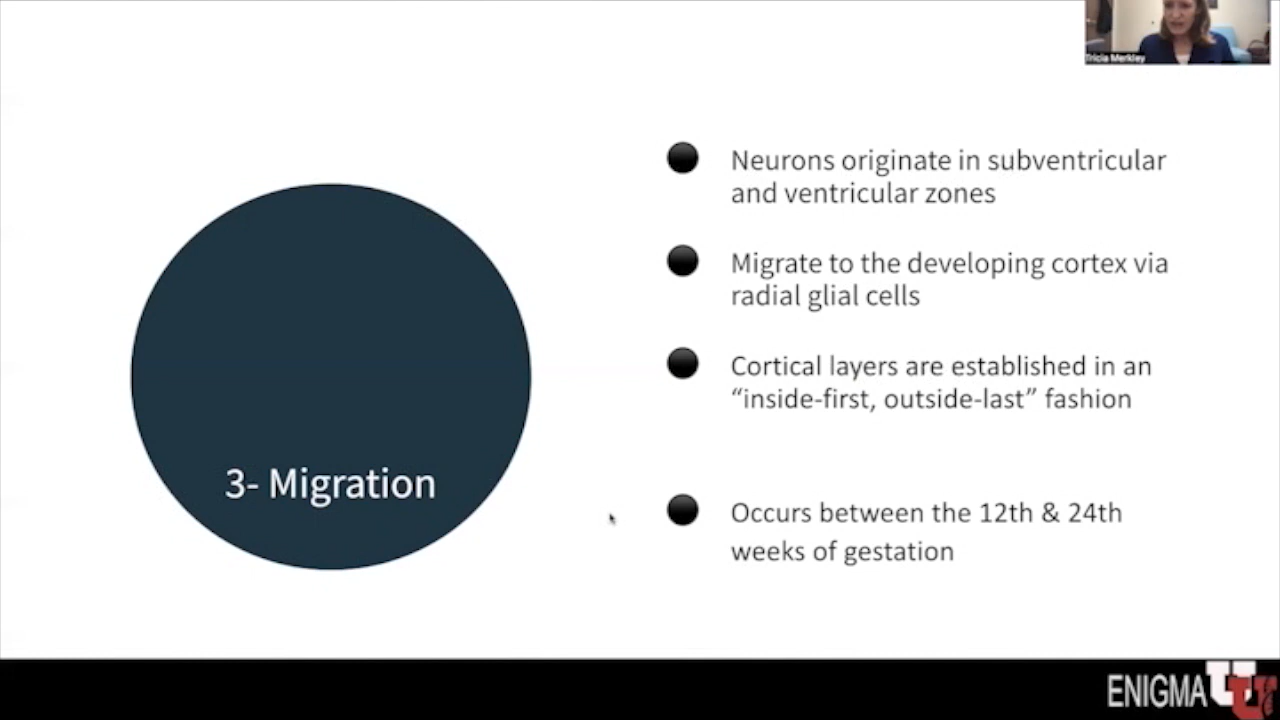 Tricia Merkley
Neurons originate in subventricular
and ventricular zones
Migrate to the developing cortex via
radial glial cells
Cortical layers are established in an
“inside-first, outside-last” fashion
3- Migration
Occurs between the 12th & 24th
weeks of gestation
ENIGMA U